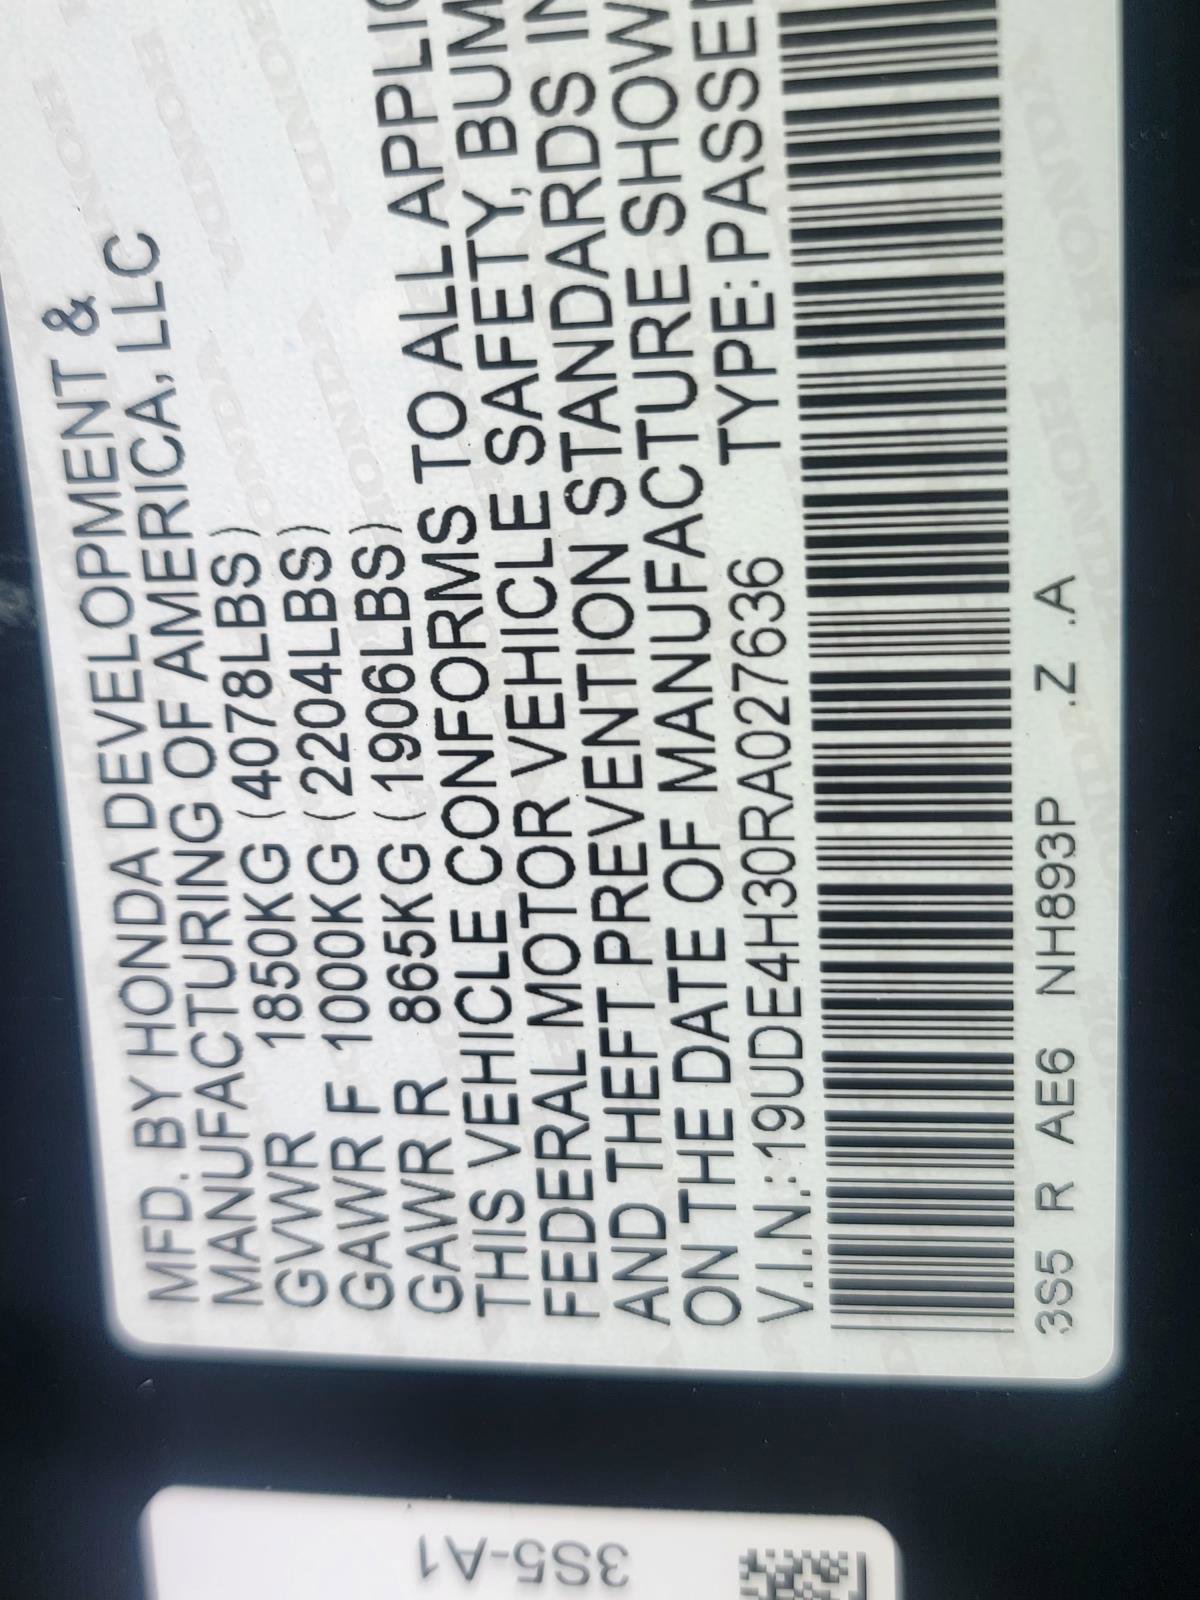 MFD. BY HONDA DEVELOPMENT &
MANUFACTURING OF AMERICA, LLC
GVWR 1850KG (4078LBS)
GAWR F 1000KG (2204LBS)
GAWR R 865KG (1906LBS)
THIS VEHICLE CONFORMS TO ALL APPLIC
FEDERAL MOTOR VEHICLE SAFETY, BUM
AND THEFT PREVENTION STANDARDS IN
ON THE DATE OF MANUFACTURE SHOW
V.I.N.:19UDE4H30RA027636 TYPE:PASSE
3S5 R AE6 NH893P .Z .A
3S5-A1